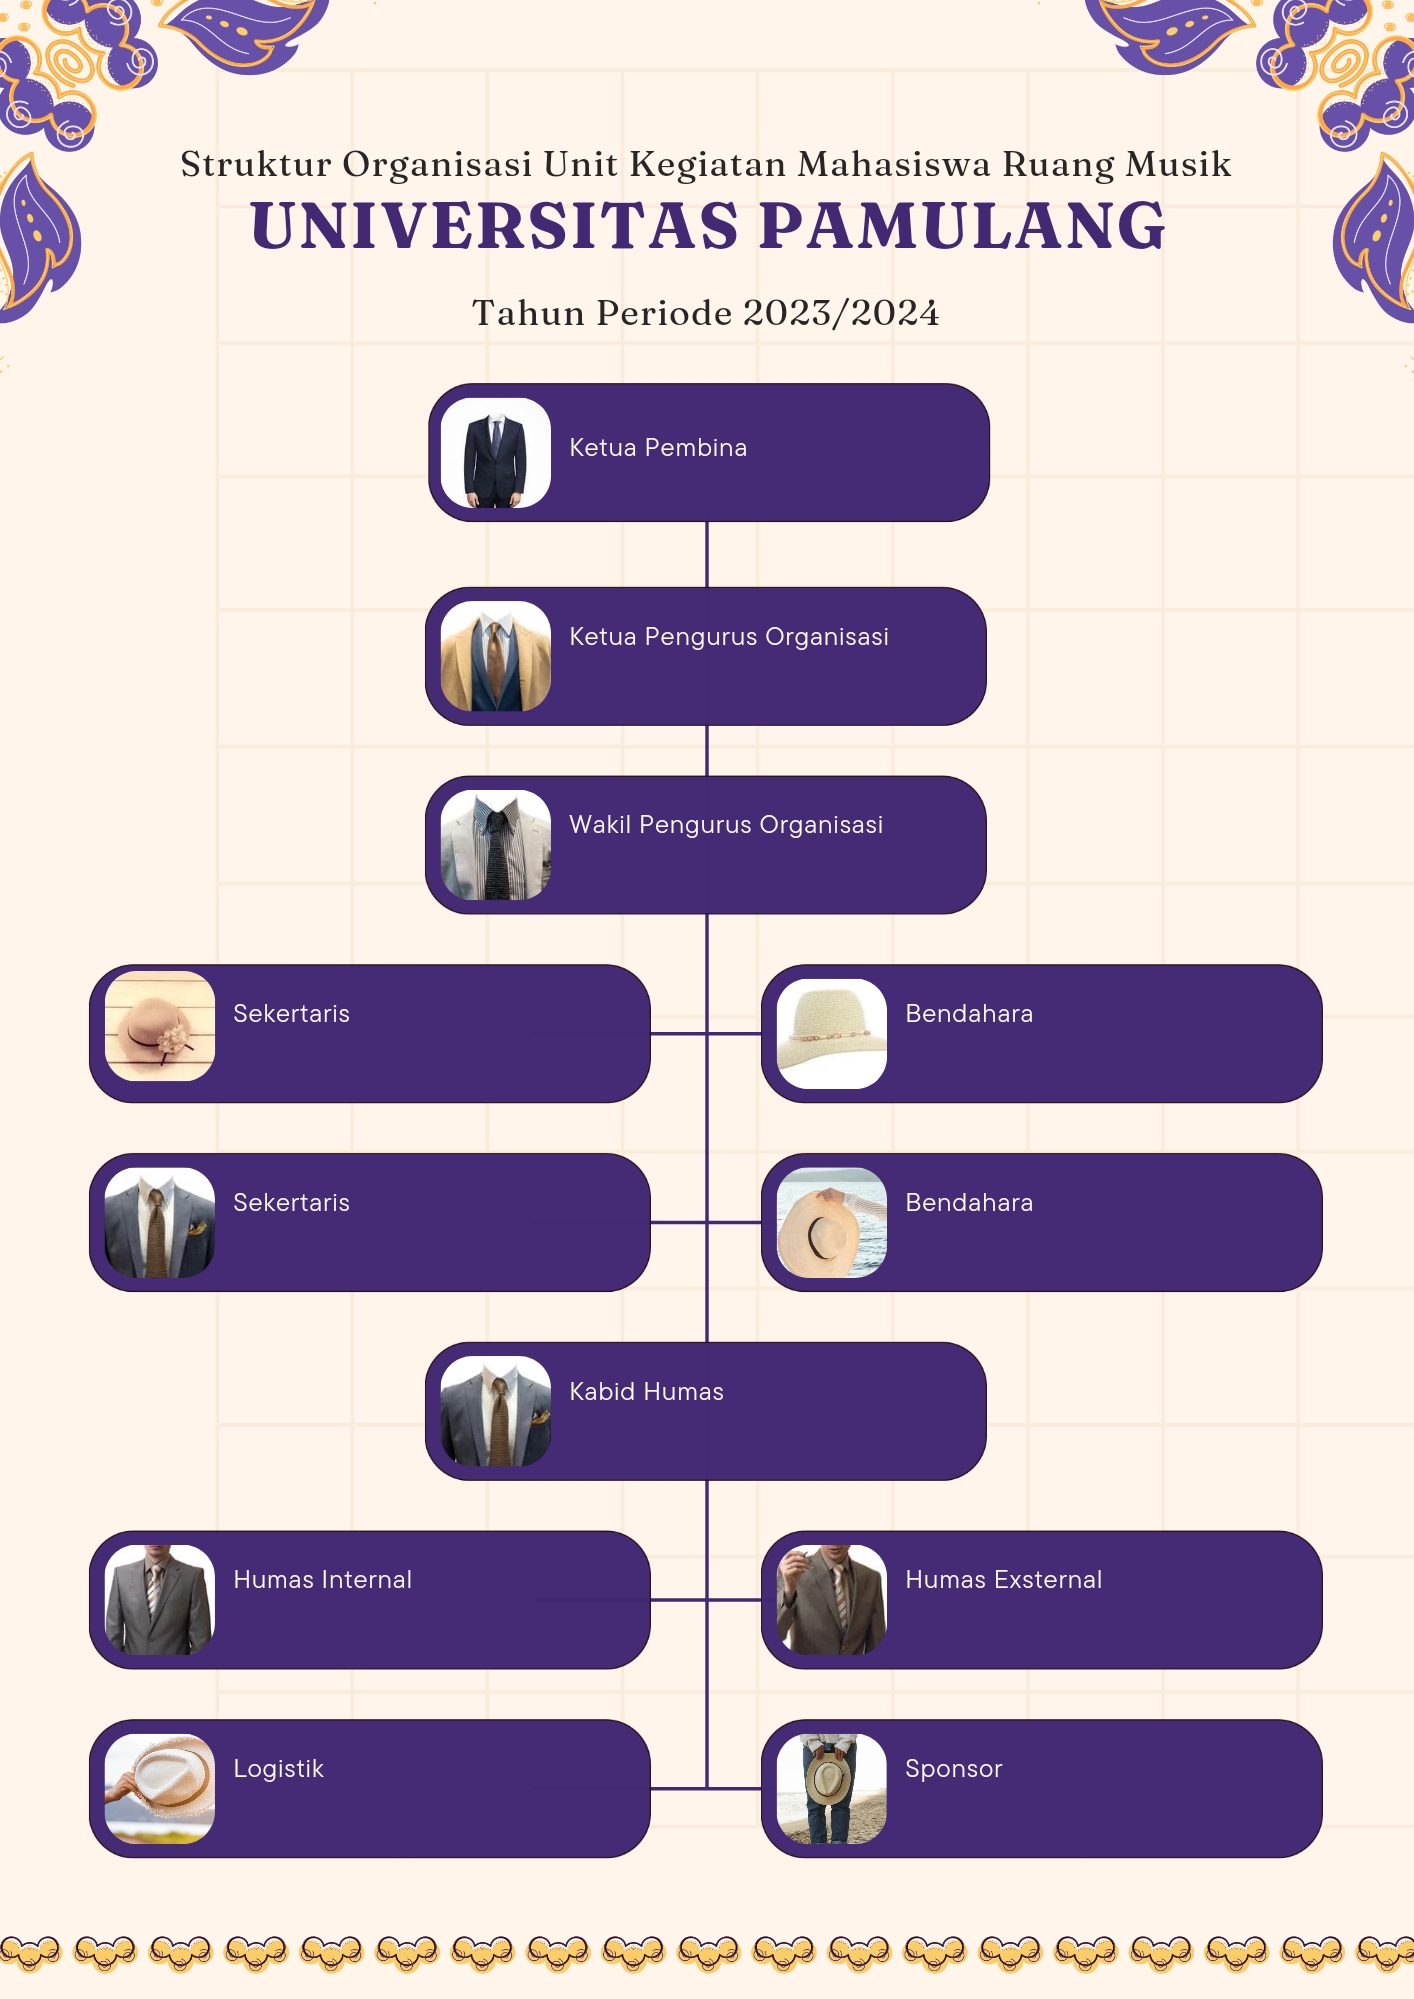 Struktur Organisasi Unit Kegiatan Mahasiswa Ruang Musik
UNIVERSITAS PAMULANG
Tahun Periode 2023/2024
Ketua Pembina
Ketua Pengurus Organisasi
Wakil Pengurus Organisasi
Sekertaris
Bendahara
Sekertaris
Bendahara
Kabid Humas
Humas Internal
Humas Exsternal
Logistik
Sponsor